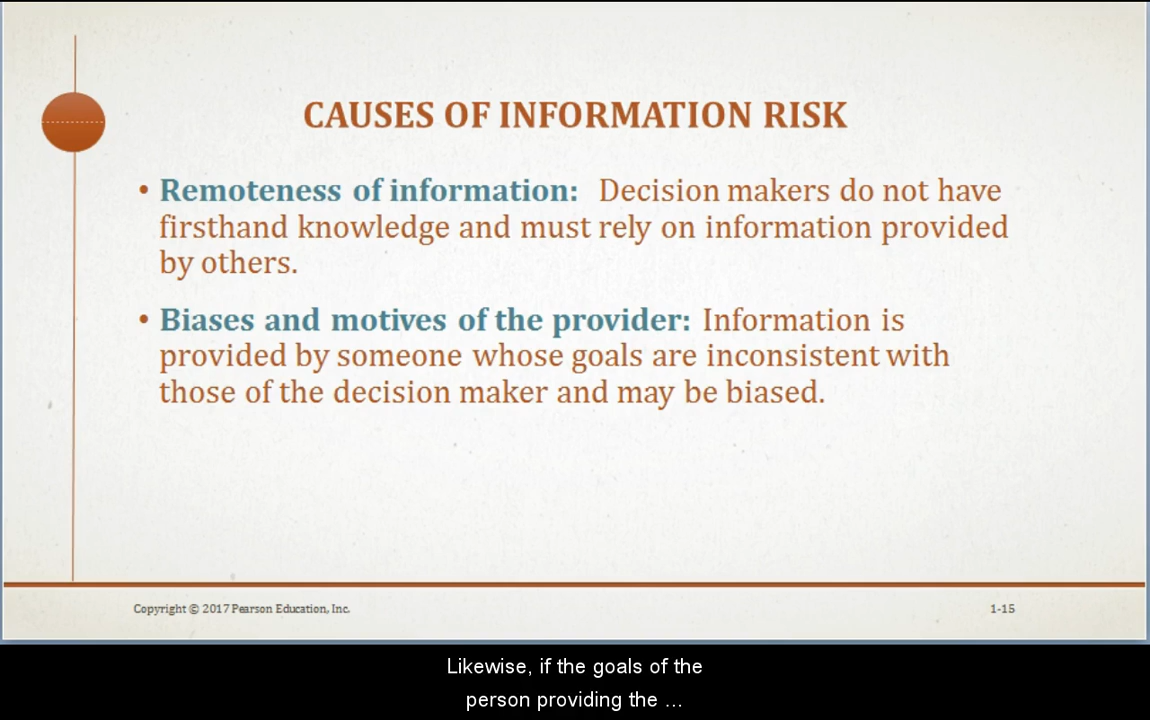 CAUSES OF INFORMATION RISK
• Remoteness of information: Decision makers do not have
firsthand knowledge and must rely on information provided
by others.
• Biases and motives of the provider: Information is
provided by someone whose goals are inconsistent with
those of the decision maker and may be biased.
Copyright © 2017 Pearson Education, Inc.
1-15
Likewise, if the goals of the
person providing the ...